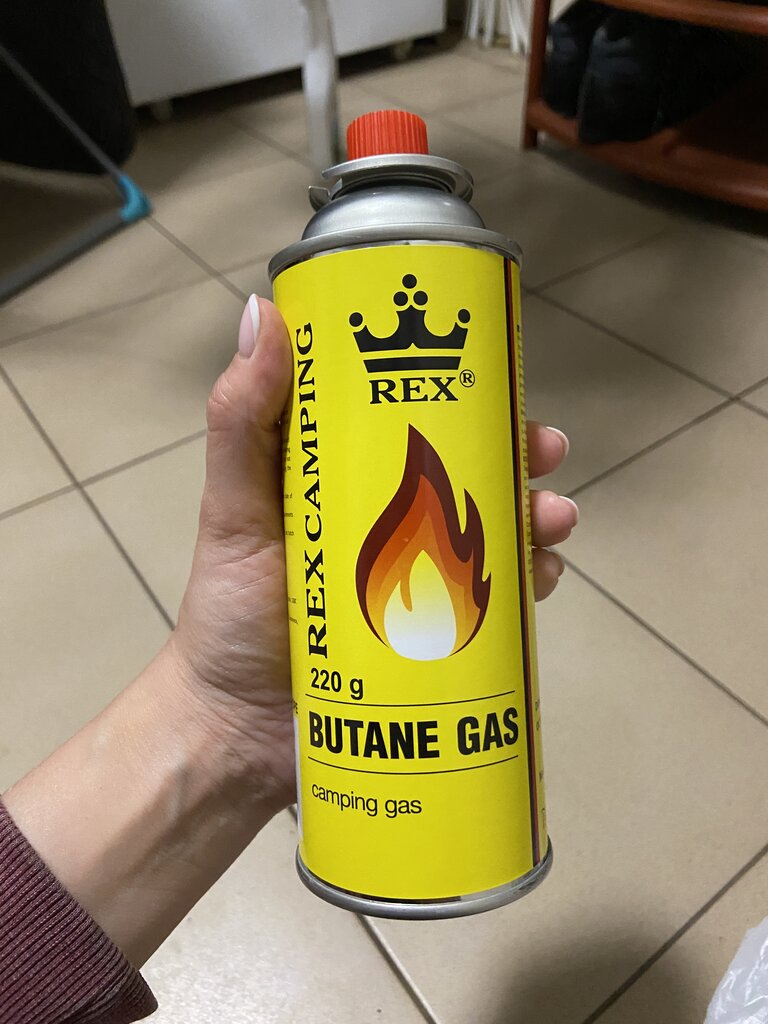 REX®
REX CAMPING
220 g
BUTANE GAS
camping gas